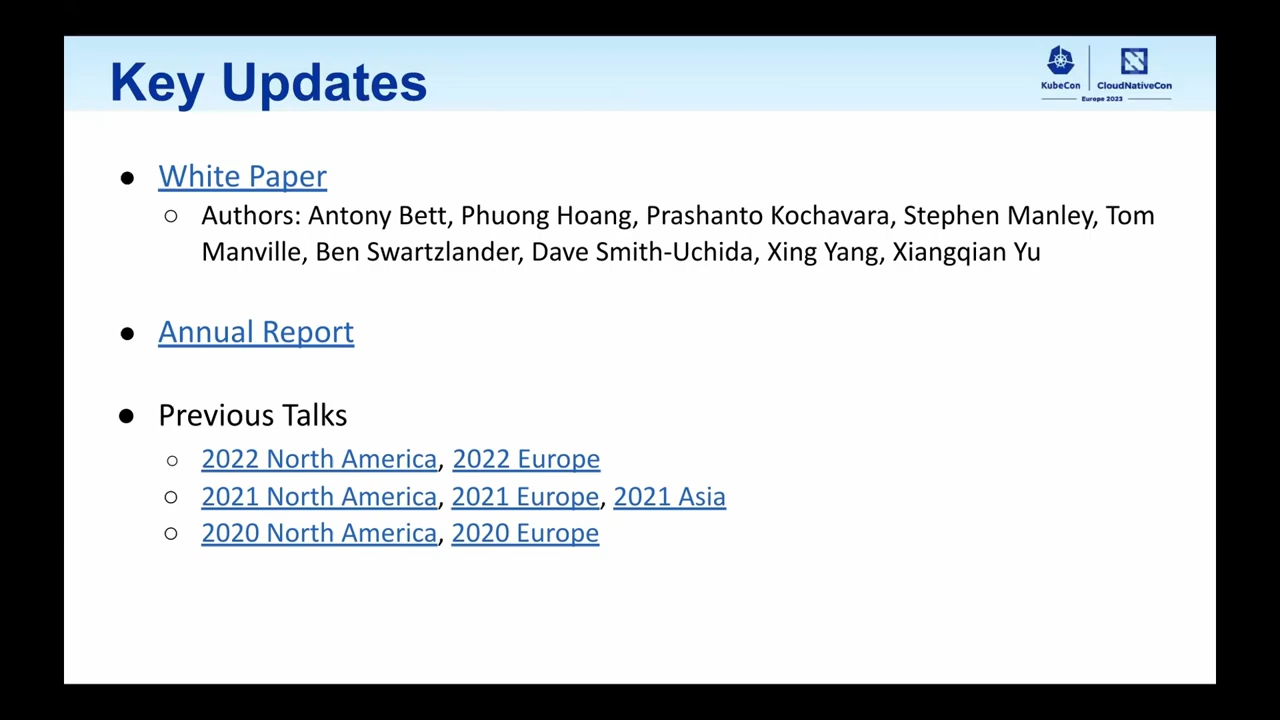 Key Updates
KubeCon
CloudNativeCon
Europe 2023
● White Paper
○ Authors: Antony Bett, Phuong Hoang, Prashanto Kochavara, Stephen Manley, Tom
Manville, Ben Swartzlander, Dave Smith-Uchida, Xing Yang, Xiangqian Yu
● Annual Report
● Previous Talks
○ 2022 North America, 2022 Europe
○ 2021 North America, 2021 Europe, 2021 Asia
○ 2020 North America, 2020 Europe